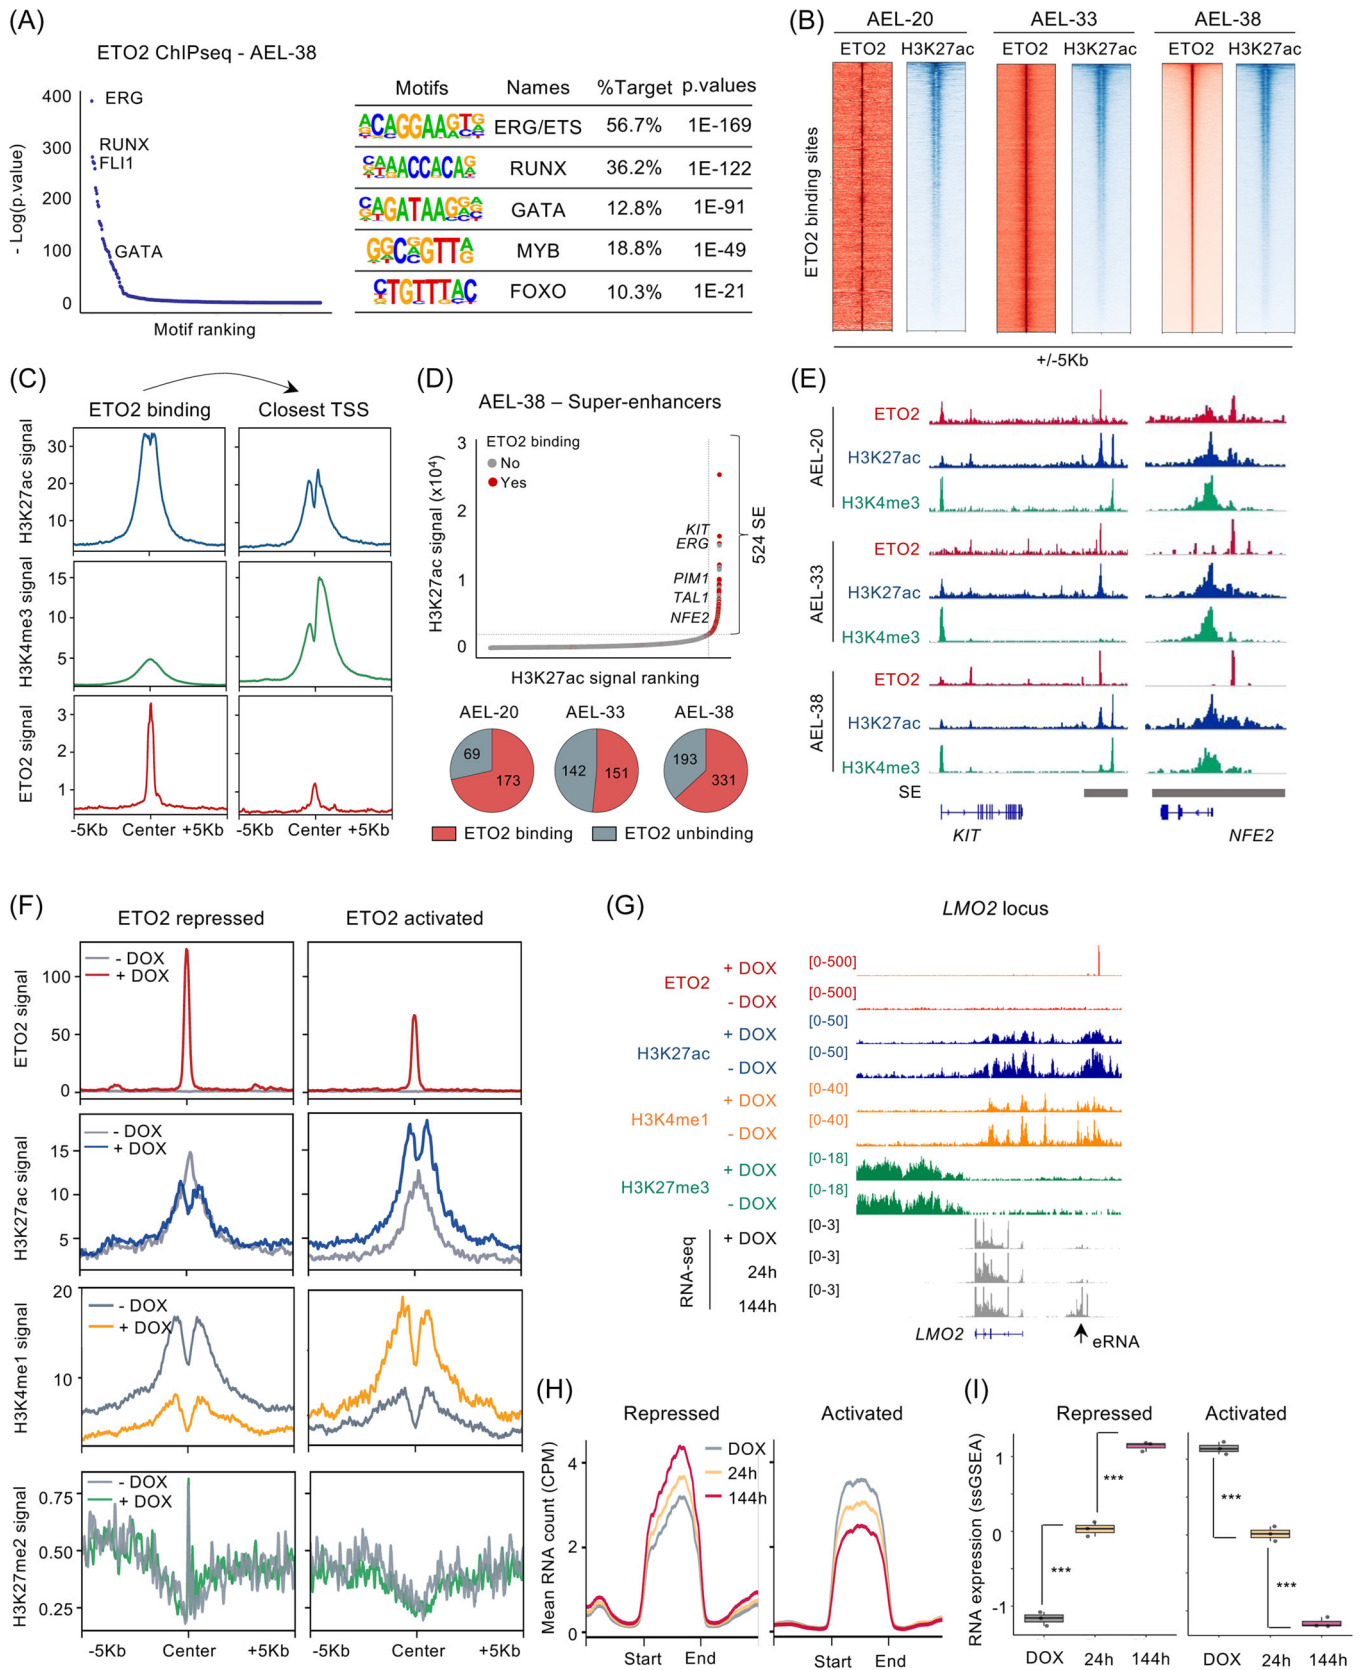 (A)
ETO2 ChIPseq - AEL-38
- Log(p.value)
400
300
200
100
0
ERG
RUNX
FLI1
GATA
Motif ranking
Motifs Names %Target p.values
ERG/ETS 56.7% 1E-169
RUNX 36.2% 1E-122
GATA 12.8% 1E-91
MYB 18.8% 1E-49
FOXO 10.3% 1E-21
(B)
AEL-20 AEL-33 AEL-38
ETO2 H3K27ac ETO2 H3K27ac ETO2 H3K27ac
ETO2 binding sites
+/-5Kb
(C)
ETO2 binding Closest TSS
H3K27ac signal
30
20
10
H3K4me3 signal
15
10
5
ETO2 signal
3
2
1
-5Kb Center +5Kb -5Kb Center +5Kb
(D)
AEL-38 – Super-enhancers
H3K27ac signal (x10⁴)
3
2
1
0
ETO2 binding
No
Yes
KIT
ERG
PIM1
TAL1
NFE2
524 SE
H3K27ac signal ranking
AEL-20 AEL-33 AEL-38
69 173
142 151
193 331
ETO2 binding ETO2 unbinding
(E)
AEL-20
ETO2
H3K27ac
H3K4me3
AEL-33
ETO2
H3K27ac
H3K4me3
AEL-38
ETO2
H3K27ac
H3K4me3
SE
KIT NFE2
(F)
ETO2 repressed ETO2 activated
ETO2 signal
100
50
0
- DOX
+ DOX
H3K27ac signal
15
10
5
- DOX
+ DOX
H3K4me1 signal
20
10
- DOX
+ DOX
H3K27me2 signal
0.75
0.50
0.25
- DOX
+ DOX
-5Kb Center +5Kb -5Kb Center +5Kb
(G)
LMO2 locus
ETO2
+ DOX [0-500]
- DOX [0-500]
H3K27ac
+ DOX [0-50]
- DOX [0-50]
H3K4me1
+ DOX [0-40]
- DOX [0-40]
H3K27me3
+ DOX [0-18]
- DOX [0-18]
RNA-seq
+ DOX [0-3]
24h [0-3]
144h [0-3]
LMO2
eRNA
(H)
Repressed Activated
Mean RNA count (CPM)
4
2
0
DOX
24h
144h
Start End Start End
(I)
Repressed Activated
RNA expression (ssGSEA)
1
0
-1
***
***
***
***
DOX 24h 144h DOX 24h 144h